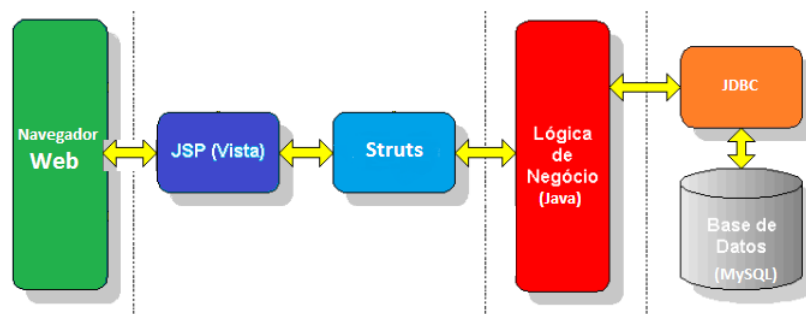 Navegador
Web
JSP (Vista)
Struts
Lógica
de
Negócio
(Java)
JDBC
Base de
Datos
(MySQL)